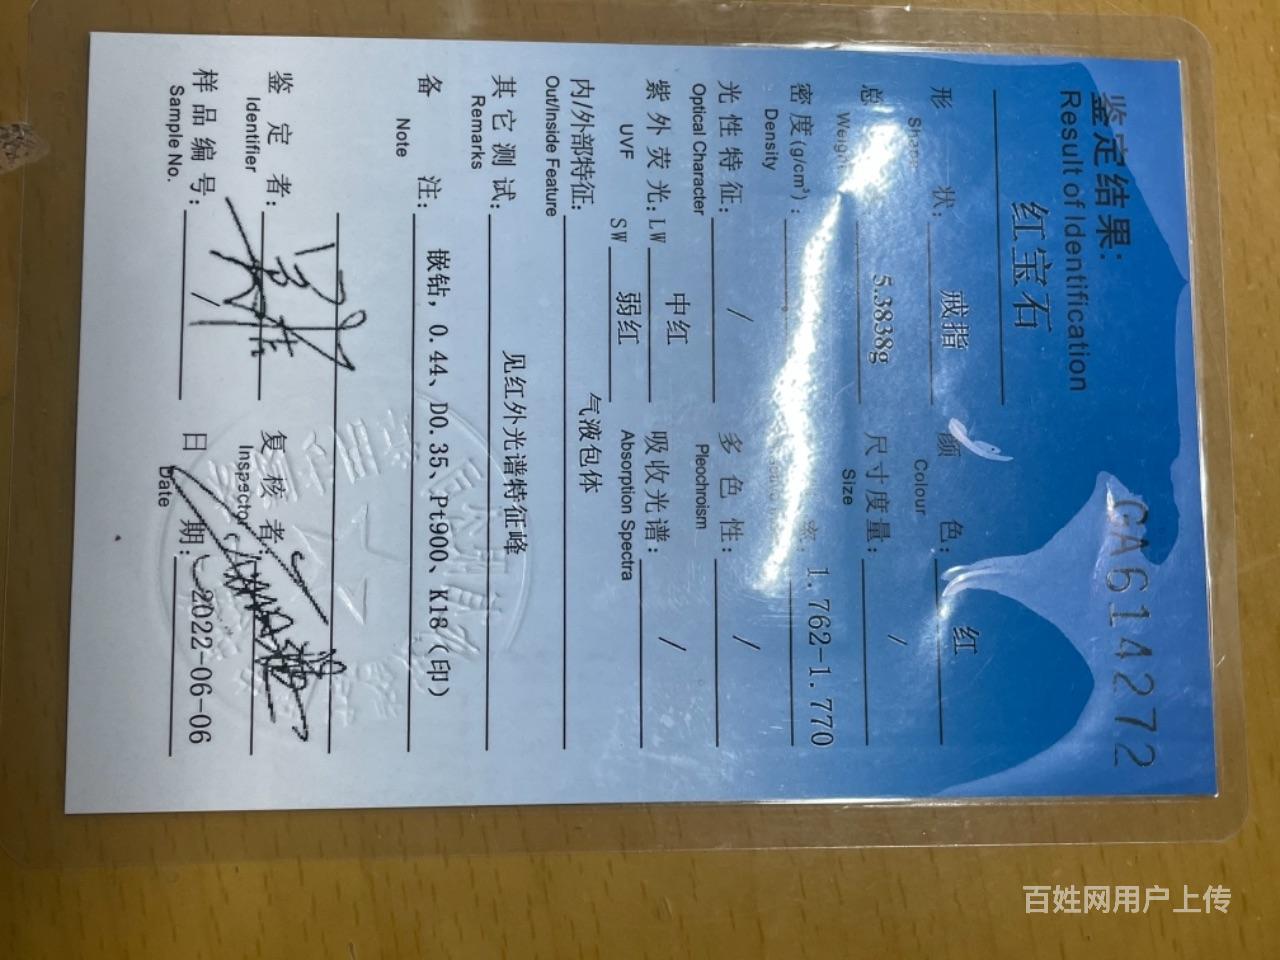 CA614272
鉴定结果:
Result of Identification
红宝石
形 状: 戒指 颜 色: 红
Shape Colour
总 5.3838g 尺寸度量: /
Weight Size
密度(g/cm³): 率: 1.762-1.770
Density
光性特征: / 多色性: /
Optical Character Pleochroism
紫外荧光: LW 中红 吸收光谱: /
UVF SW 弱红 Absorption Spectra
内/外部特征: 气液包体
Out/Inside Feature
其它测试: 见红外光谱特征峰
Remarks
备 注: 嵌钻, 0.44、D0.35、Pt900、K18(印)
Note
鉴定者: 复核者:
Identifier Inspector
样品编号: / 日 期: 2022-06-06
Sample No. Date
百姓网用户上传